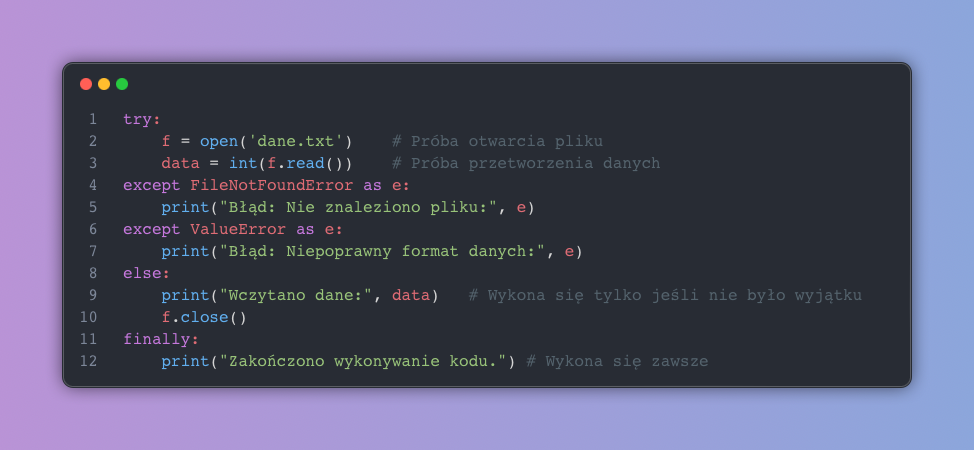 1 try:
2     f = open('dane.txt')    # Próba otwarcia pliku
3     data = int(f.read())    # Próba przetworzenia danych
4 except FileNotFoundError as e:
5     print("Błąd: Nie znaleziono pliku:", e)
6 except ValueError as e:
7     print("Błąd: Niepoprawny format danych:", e)
8 else:
9     print("Wczytano dane:", data)   # Wykona się tylko jeśli nie było wyjątku
10     f.close()
11 finally:
12     print("Zakończono wykonywanie kodu.") # Wykona się zawsze